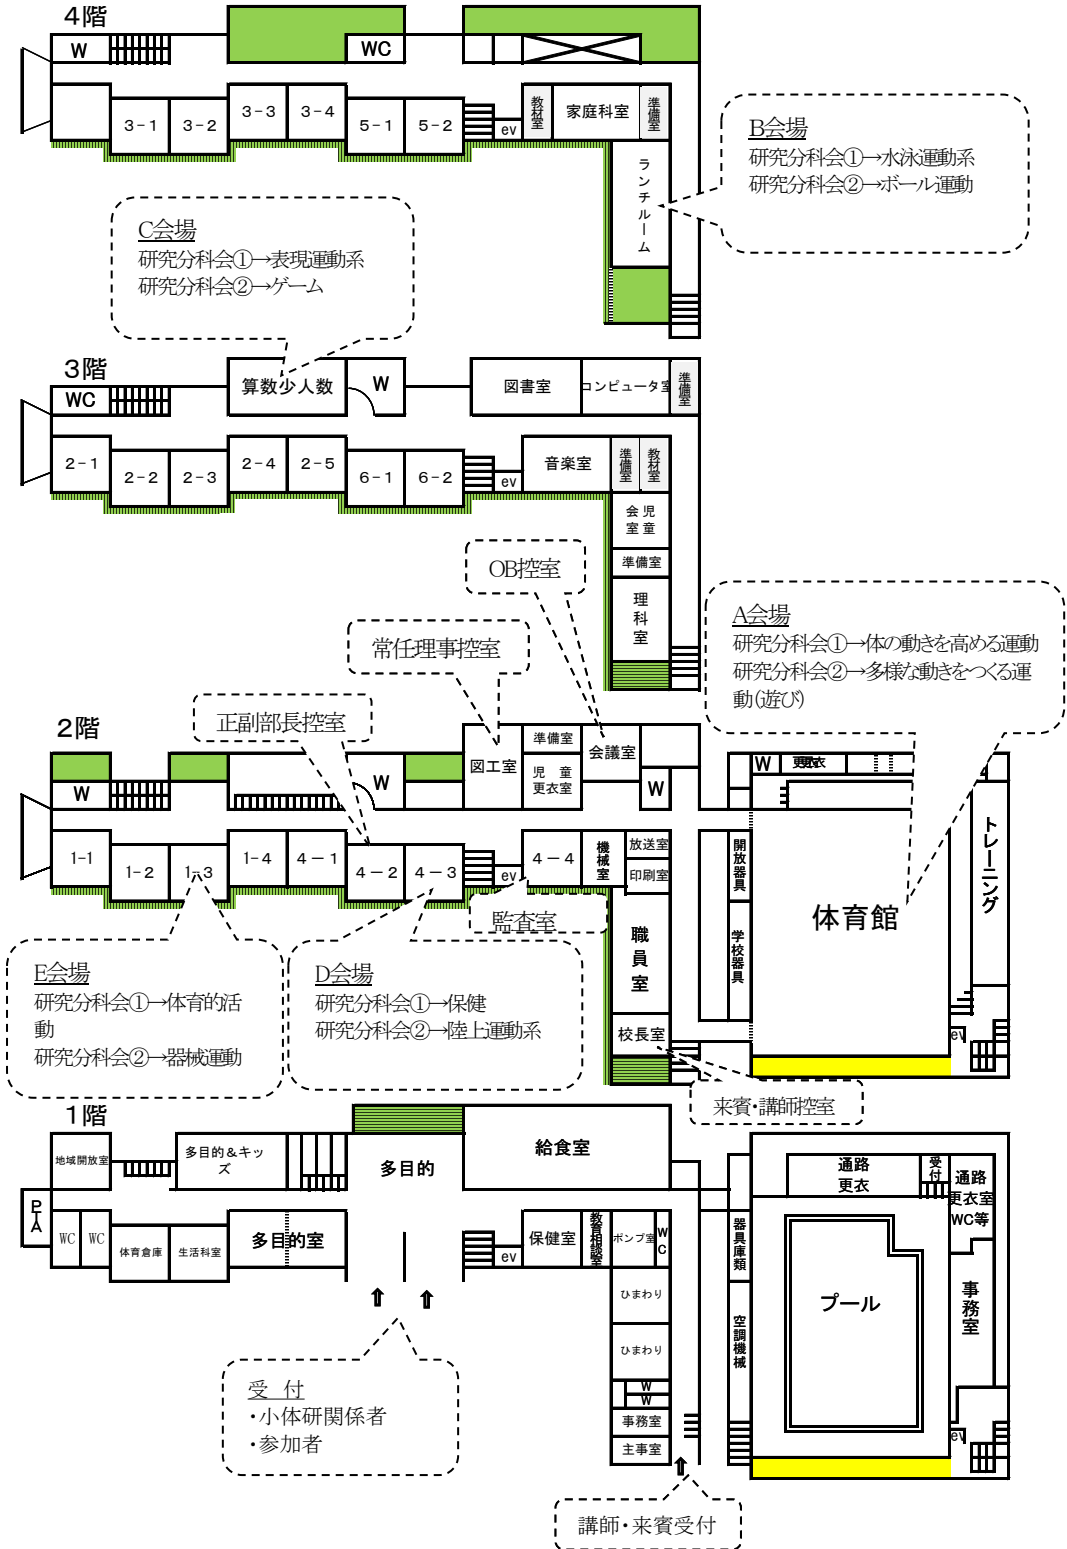 4階
W
WC
3-1
3-2
3-3
3-4
5-1
5-2
ev
教材室
家庭科室
準備室
ランチルーム
B会場
研究分科会①→水泳運動系
研究分科会②→ボール運動
C会場
研究分科会①→表現運動系
研究分科会②→ゲーム
3階
WC
算数少人数
W
図書室
コンピュータ室
準備室
2-1
2-2
2-3
2-4
2-5
6-1
6-2
ev
音楽室
準備室
教材室
児童会室
準備室
理科室
OB控室
常任理事控室
正副部長控室
A会場
研究分科会①→体の動きを高める運動
研究分科会②→多様な動きをつくる運
動(遊び)
2階
W
W
図工室
準備室
児童
更衣室
会議室
W
W
更衣
1-1
1-2
1-3
1-4
4-1
4-2
4-3
ev
4-4
機械室
放送室
印刷室
職員室
校長室
開放器具
学校器具
体育館
トレーニング
ev
監査室
E会場
研究分科会①→体育的活
動
研究分科会②→器械運動
D会場
研究分科会①→保健
研究分科会②→陸上運動系
来賓・講師控室
1階
地域開放室
多目的&キッ
ズ
多目的
給食室
PTA
WC
WC
体育倉庫
生活科室
多目的室
ev
保健室
教育相談室
ポンプ室
WC
ひまわり
ひまわり
W
W
事務室
主事室
通路
更衣
受付
通路
更衣室
WC等
器具庫類
空調機械
プール
事務室
ev
受 付
・小体研関係者
・参加者
講師・来賓受付